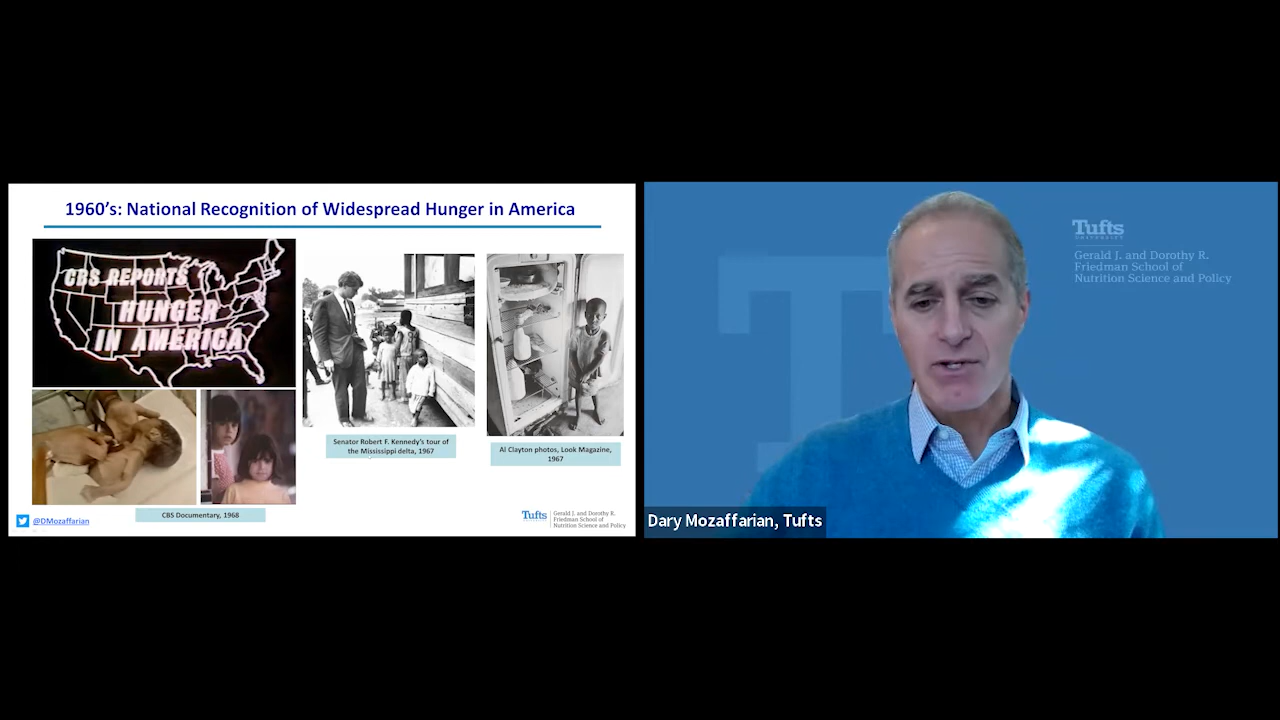 1960's: National Recognition of Widespread Hunger in America
CBS REPORTS
HUNGER
IN AMERICA
Senator Robert F. Kennedy's tour of
the Mississippi delta, 1967
Al Clayton photos, Look Magazine,
1967
CBS Documentary, 1968
@DMozaffarian
Tufts
UNIVERSITY
Gerald J. and Dorothy R.
Friedman School of
Nutrition Science and Policy
Tufts
UNIVERSITY
Gerald J. and Dorothy R.
Friedman School of
Nutrition Science and Policy
Dary Mozaffarian, Tufts